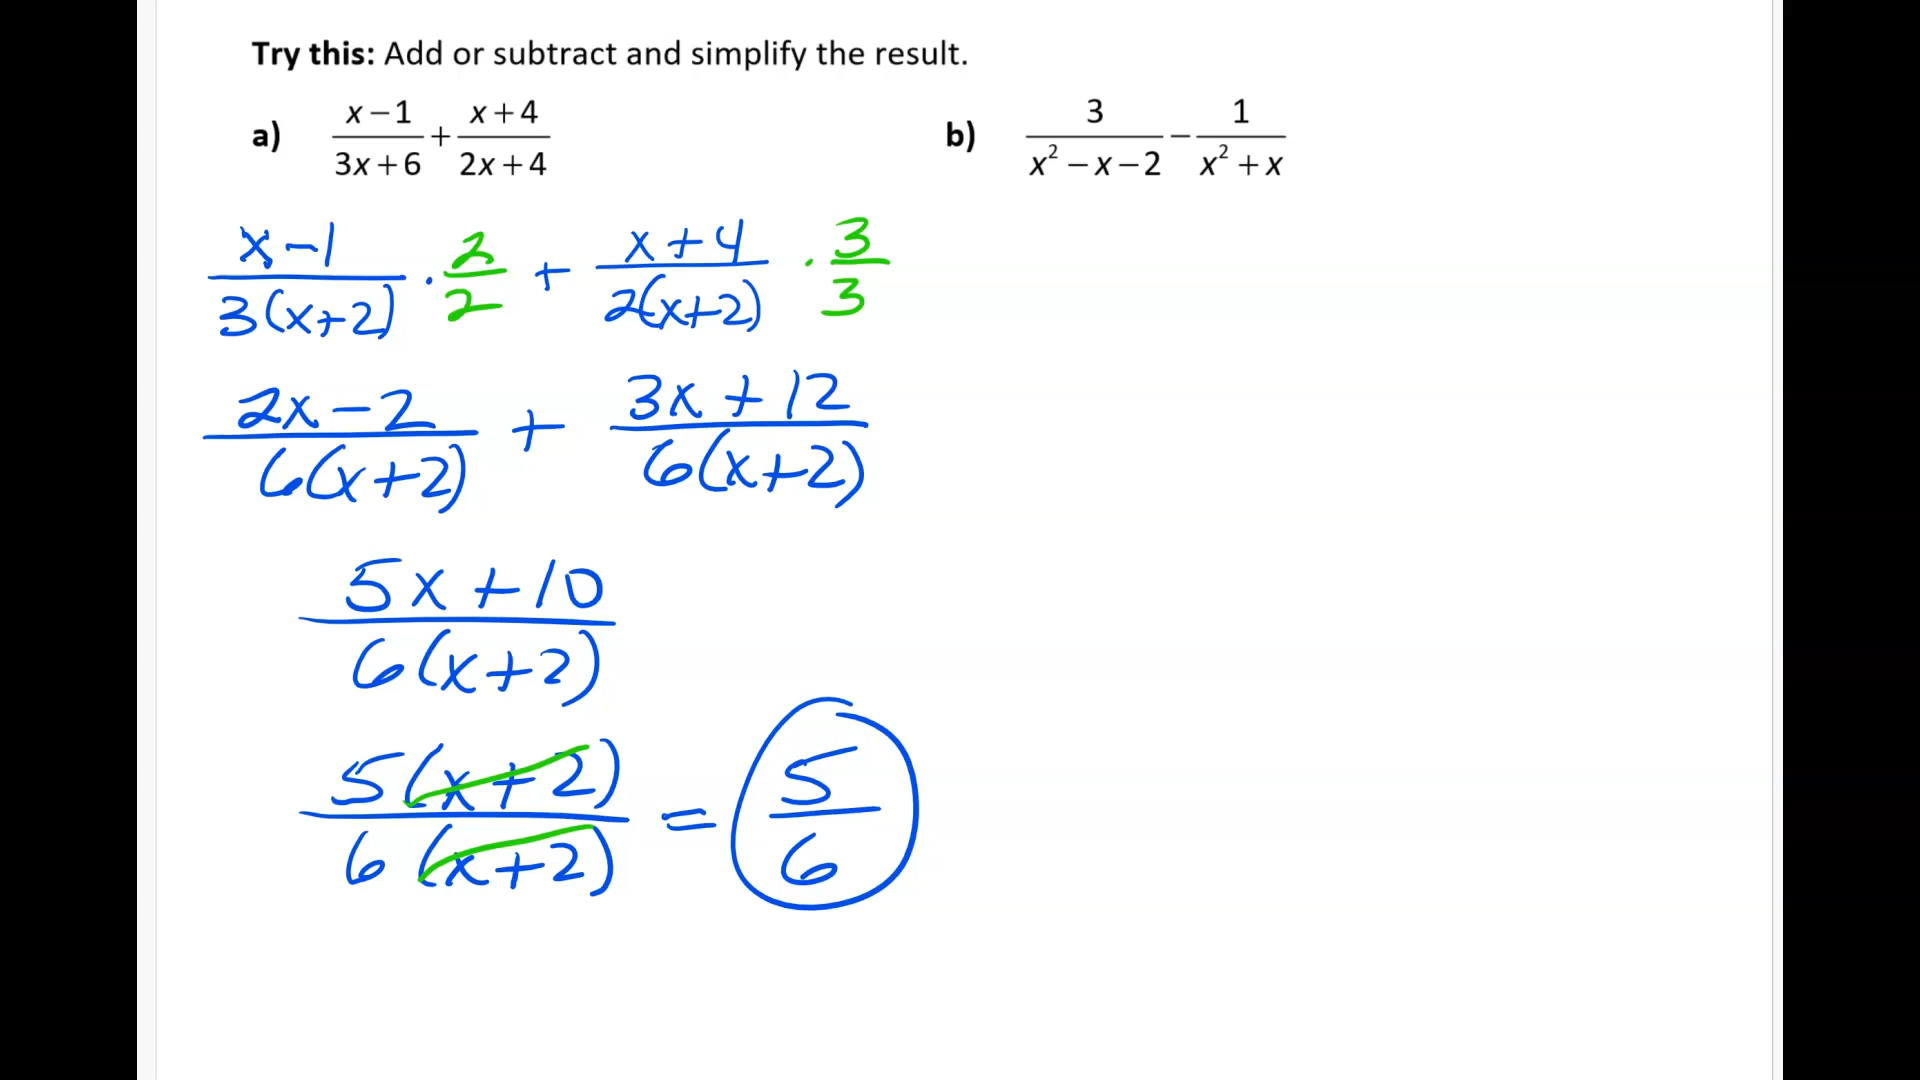 Try this: Add or subtract and simplify the result.
a) (x−1)/(3x+6) + (x+4)/(2x+4)
b) 3/(x²−x−2) − 1/(x²+x)
(x−1)/(3(x+2)) · 2/2 + (x+4)/(2(x+2)) · 3/3
(2x−2)/(6(x+2)) + (3x+12)/(6(x+2))
(5x+10)/(6(x+2))
5(x+2)/(6(x+2)) = 5/6